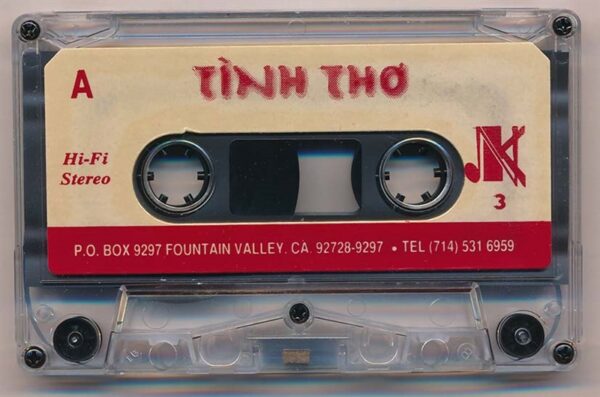 A
TÌNH THƠ
Hi-Fi
Stereo
3
P.O. BOX 9297 FOUNTAIN VALLEY. CA. 92728-9297 • TEL (714) 531 6959